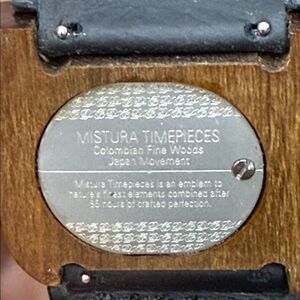 MISTURA TIMEPIECES
Colombian Fine Woods
Japan Movement
Mistura Timepieces is an emblem to
nature's finest elements combined after
85 hours of crafted perfection.